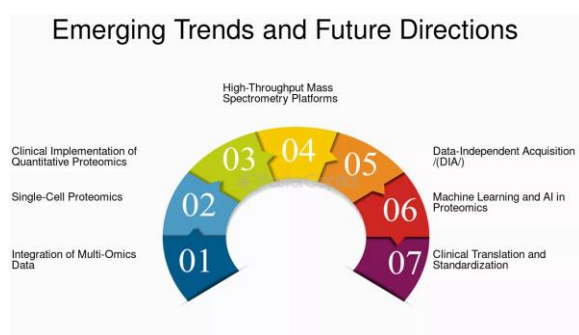 Emerging Trends and Future Directions
High-Throughput Mass
Spectrometry Platforms
Clinical Implementation of
Quantitative Proteomics
03
04
05
Data-Independent Acquisition
/(DIA/)
Single-Cell Proteomics
02
06
Machine Learning and AI in
Proteomics
Integration of Multi-Omics
Data
01
07
Clinical Translation and
Standardization